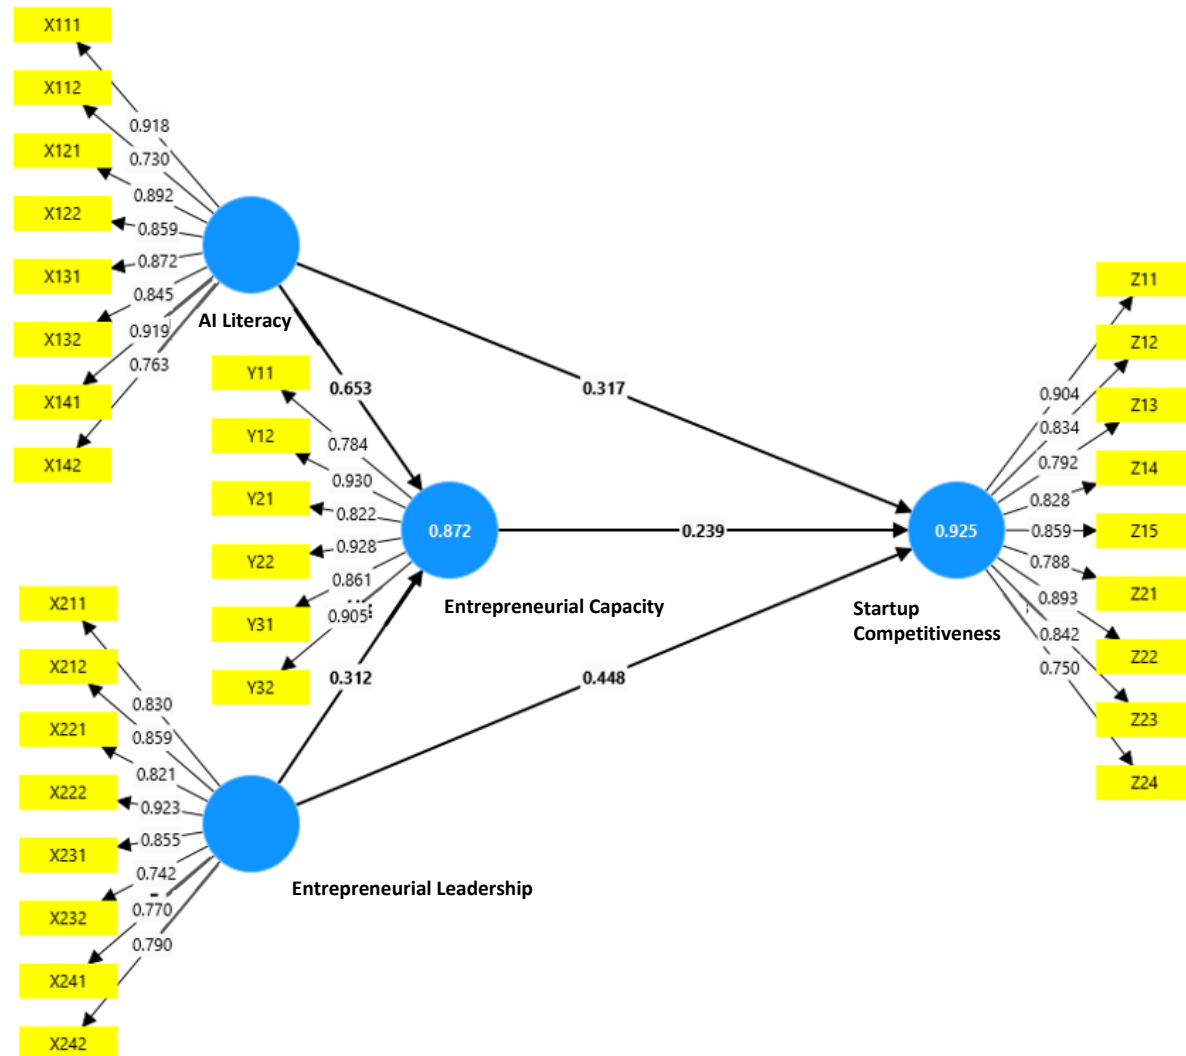 X111
X112
X121
X122
X131
X132
X141
X142
0.918
0.730
0.892
0.859
0.872
0.845
0.919
0.763
AI Literacy
Y11
Y12
Y21
Y22
Y31
Y32
0.784
0.930
0.822
0.928
0.861
0.905
0.653
0.317
0.872
0.239
0.925
Entrepreneurial Capacity
Startup
Competitiveness
0.312
0.448
X211
X212
X221
X222
X231
X232
X241
X242
0.830
0.859
0.821
0.923
0.855
0.742
0.770
0.790
Entrepreneurial Leadership
Z11
Z12
Z13
Z14
Z15
Z21
Z22
Z23
Z24
0.904
0.834
0.792
0.828
0.859
0.788
0.893
0.842
0.750